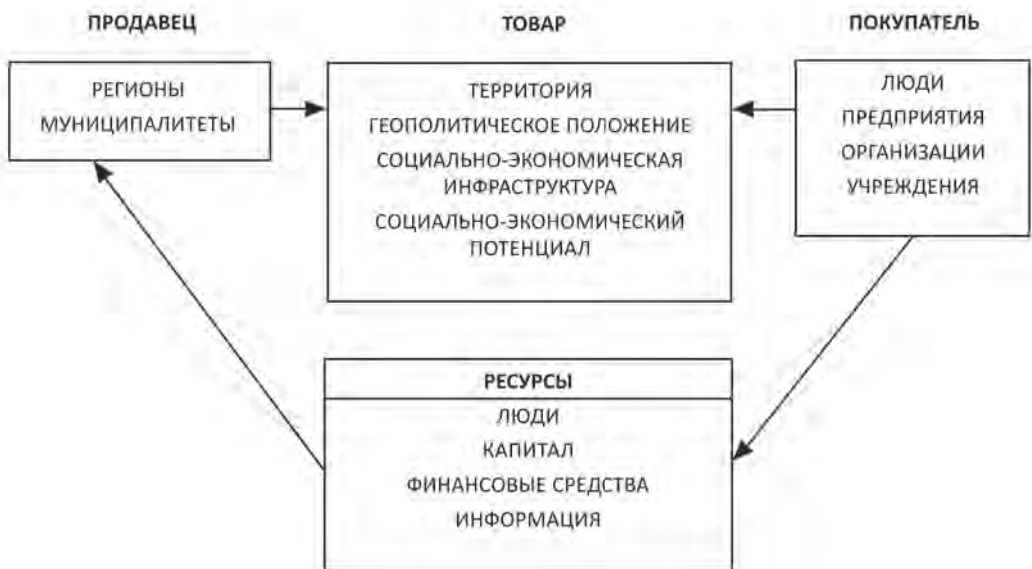 ПРОДАВЕЦ
ТОВАР
ПОКУПАТЕЛЬ
РЕГИОНЫ
МУНИЦИПАЛИТЕТЫ
ТЕРРИТОРИЯ
ГЕОПОЛИТИЧЕСКОЕ ПОЛОЖЕНИЕ
СОЦИАЛЬНО-ЭКОНОМИЧЕСКАЯ
ИНФРАСТРУКТУРА
СОЦИАЛЬНО-ЭКОНОМИЧЕСКИЙ
ПОТЕНЦИАЛ
ЛЮДИ
ПРЕДПРИЯТИЯ
ОРГАНИЗАЦИИ
УЧРЕЖДЕНИЯ
РЕСУРСЫ
ЛЮДИ
КАПИТАЛ
ФИНАНСОВЫЕ СРЕДСТВА
ИНФОРМАЦИЯ